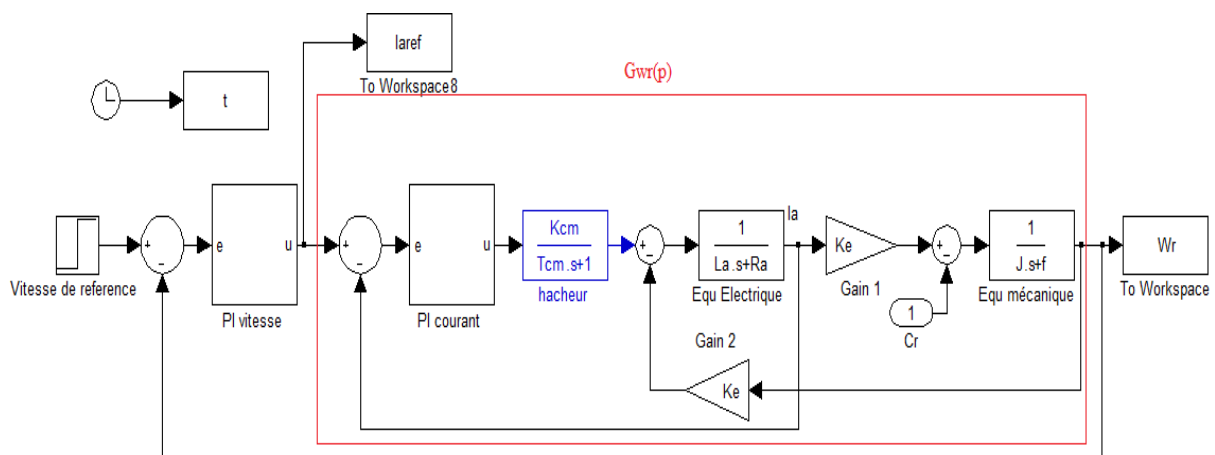 Iaref
To Workspace8
Gwr(p)
t
Vitesse de reference
+
−
e
u
PI vitesse
+
−
e
u
PI courant
Kcm
Tcm.s+1
hacheur
+
−
1
La.s+Ra
Equ Electrique
Ia
Ke
Gain 1
+
−
1
Cr
1
J.s+f
Equ mécanique
Wr
To Workspace
Gain 2
Ke